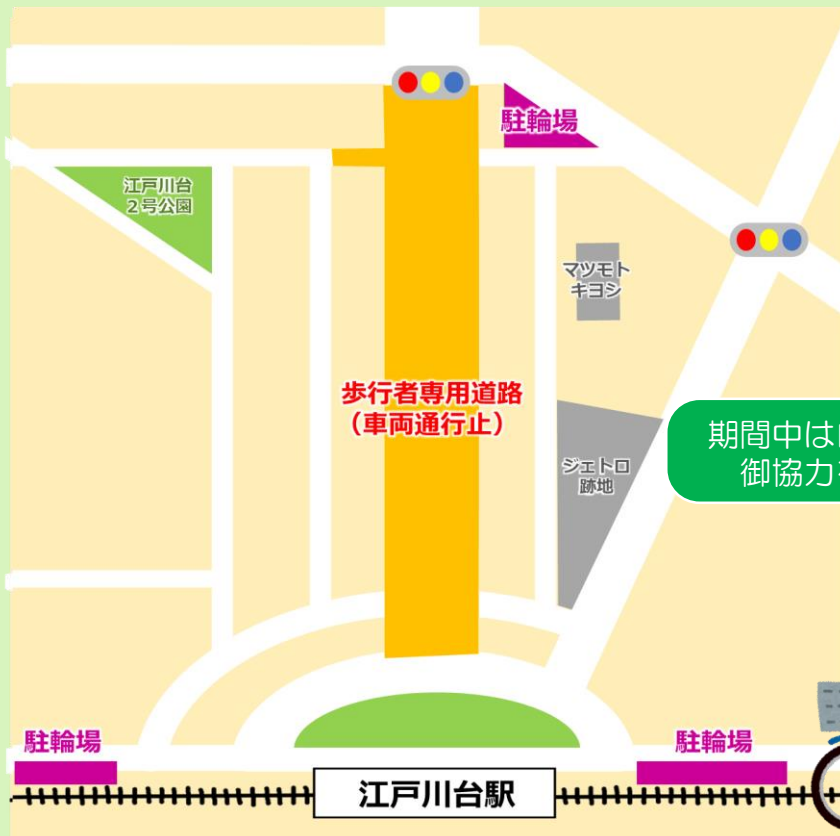 駐輪場
江戸川台
2号公園
マツモト
キヨシ
歩行者専用道路
（車両通行止）
期間中は
ジェトロ
跡地
御協力
駐輪場
駐輪場
江戸川台駅